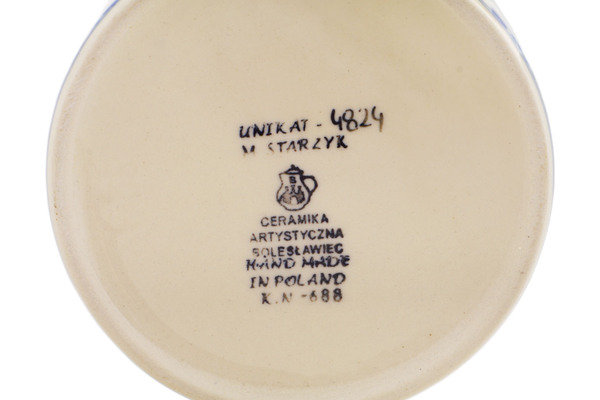 UNIKAT - 4824
M. STARZYK
CERAMIKA
ARTYSTYCZNA
BOLESŁAWIEC
HAND MADE
IN POLAND
K.N -688